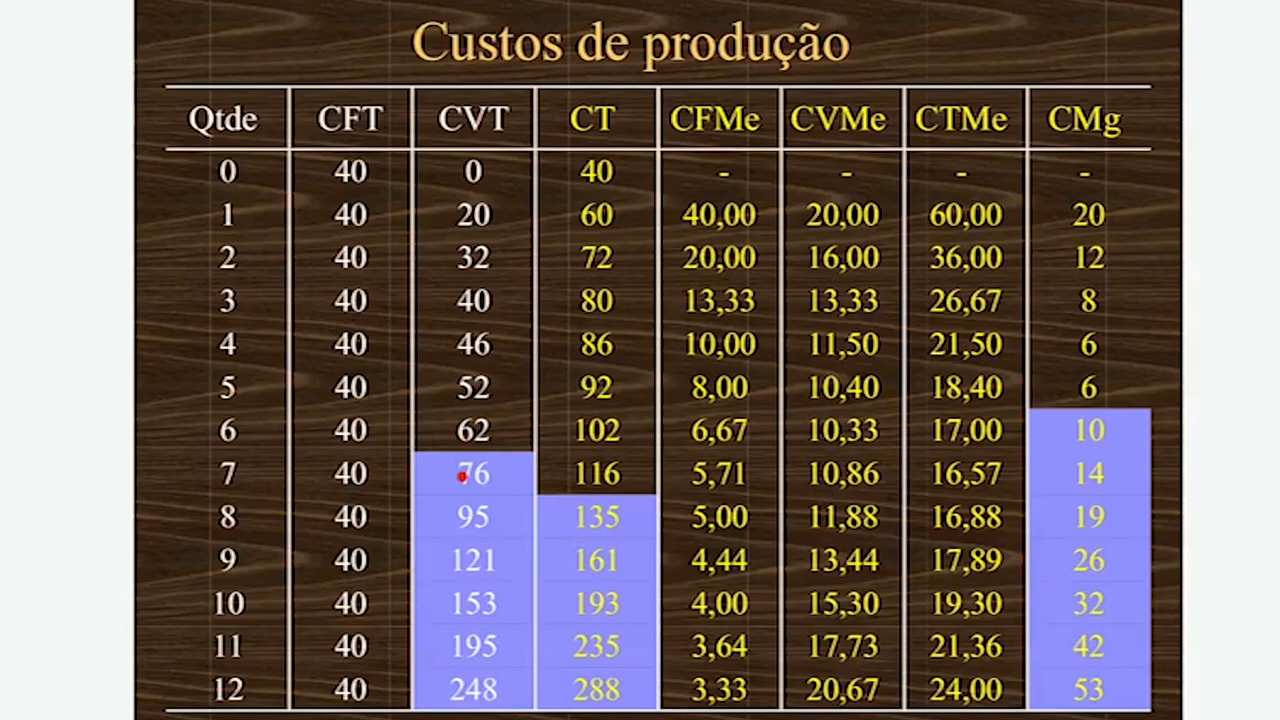 Custos de produção
Qtde CFT CVT CT CFMe CVMe CTMe CMg
0 40 0 40 - - - -
1 40 20 60 40,00 20,00 60,00 20
2 40 32 72 20,00 16,00 36,00 12
3 40 40 80 13,33 13,33 26,67 8
4 40 46 86 10,00 11,50 21,50 6
5 40 52 92 8,00 10,40 18,40 6
6 40 62 102 6,67 10,33 17,00 10
7 40 76 116 5,71 10,86 16,57 14
8 40 95 135 5,00 11,88 16,88 19
9 40 121 161 4,44 13,44 17,89 26
10 40 153 193 4,00 15,30 19,30 32
11 40 195 235 3,64 17,73 21,36 42
12 40 248 288 3,33 20,67 24,00 53